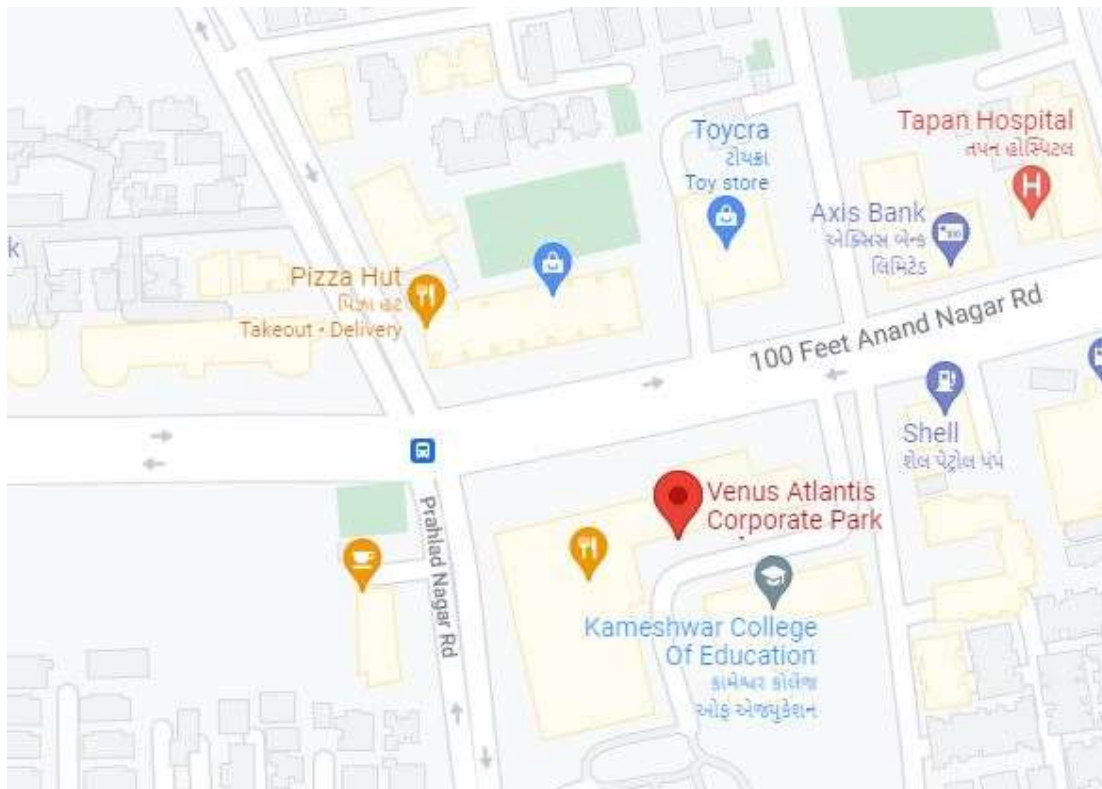 Toycra
ટોયક્રા
Toy store
Tapan Hospital
તપન હોસ્પિટલ
Axis Bank
એક્સિસ બેન્ક
લિમિટેડ
k
Pizza Hut
પિઝા હટ
Takeout • Delivery
100 Feet Anand Nagar Rd
Shell
શેલ પેટ્રોલ પંપ
Venus Atlantis
Corporate Park
Prahlad Nagar Rd
Kameshwar College
Of Education
કામેશ્વર કોલેજ
ઓફ એજ્યુકેશન
H